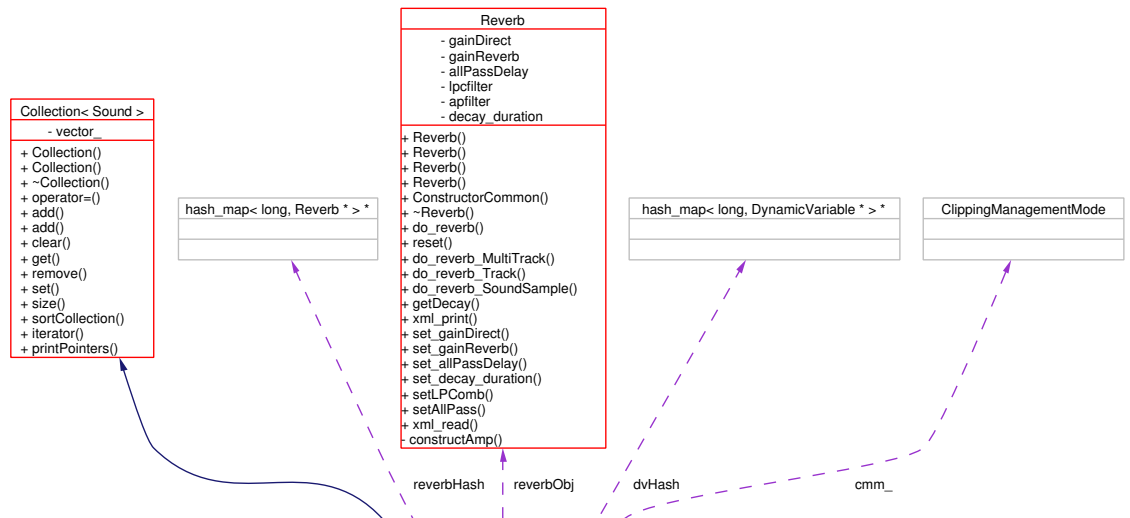 Reverb
- gainDirect
- gainReverb
- allPassDelay
- lpcfilter
- apfilter
- decay_duration
+ Reverb()
+ Reverb()
+ Reverb()
+ Reverb()
+ ConstructorCommon()
+ ~Reverb()
+ do_reverb()
+ reset()
+ do_reverb_MultiTrack()
+ do_reverb_Track()
+ do_reverb_SoundSample()
+ getDecay()
+ xml_print()
+ set_gainDirect()
+ set_gainReverb()
+ set_allPassDelay()
+ set_decay_duration()
+ setLPComb()
+ setAllPass()
+ xml_read()
- constructAmp()
Collection< Sound >
- vector_
+ Collection()
+ Collection()
+ ~Collection()
+ operator=()
+ add()
+ add()
+ clear()
+ get()
+ remove()
+ set()
+ size()
+ sortCollection()
+ iterator()
+ printPointers()
hash_map< long, Reverb * > *
hash_map< long, DynamicVariable * > *
ClippingManagementMode
reverbHash
reverbObj
dvHash
cmm_